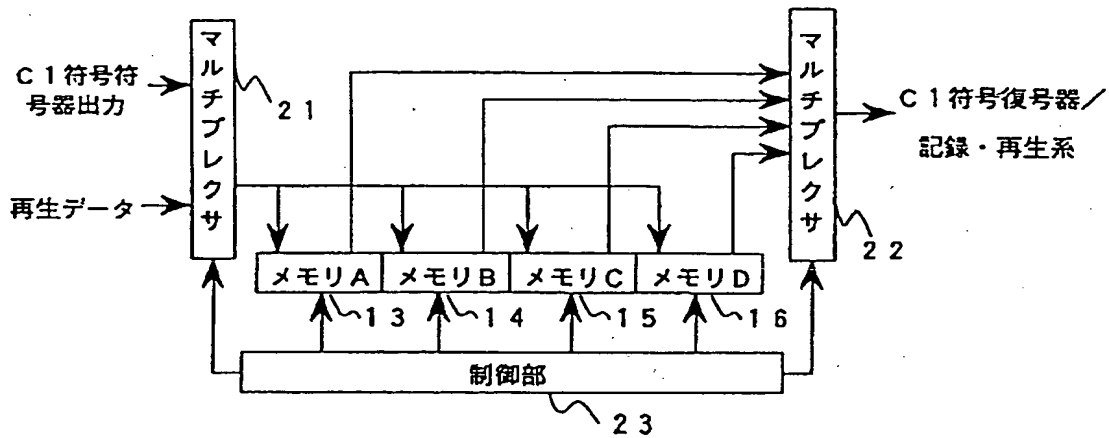 C1符号符
号器出力
再生データ
マルチプレクサ
21
メモリA
メモリB
メモリC
メモリD
13
14
15
16
制御部
23
マルチプレクサ
22
C1符号復号器/
記録・再生系